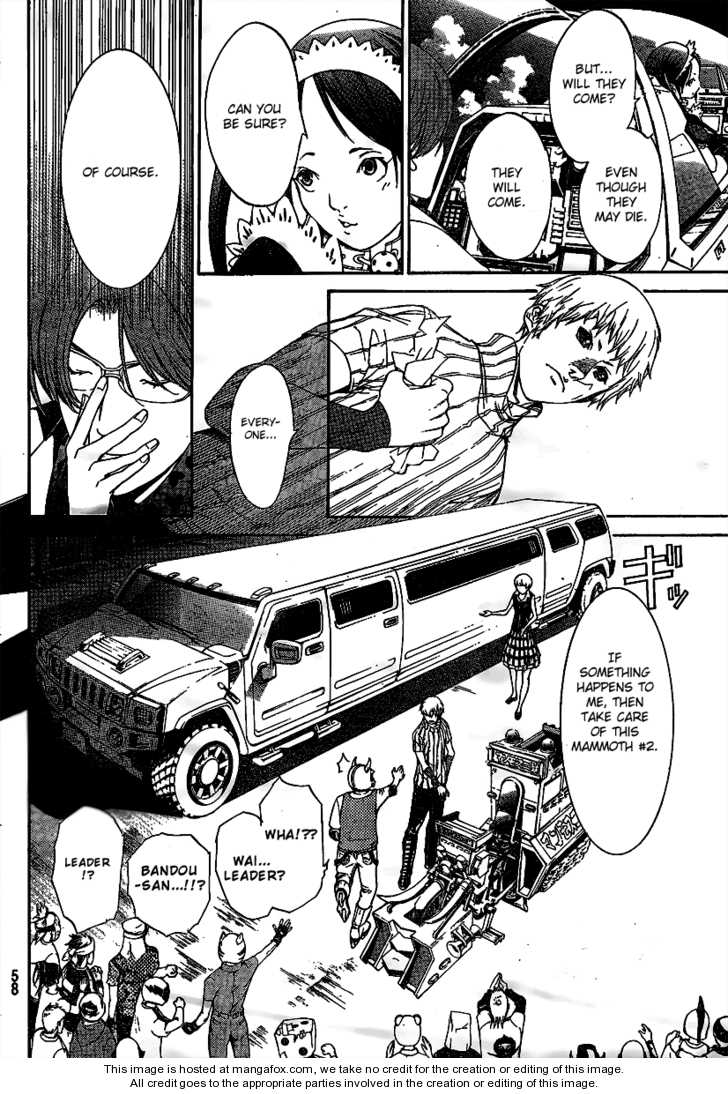 BUT...
WILL THEY
COME?
EVEN
THOUGH
THEY
MAY DIE.
THEY
WILL
COME.
CAN YOU
BE SURE?
OF COURSE.
EVERY-
ONE...
ギッ
IF
SOMETHING
HAPPENS TO
ME, THEN
TAKE CARE
OF THIS
MAMMOTH #2.
WHA!??
WAI...
LEADER?
BANDOU
-SAN...!!?
LEADER
!?
58
This image is hosted at mangafox.com, we take no credit for the creation or editing of this image.
All credit goes to the appropriate parties involved in the creation or editing of this image.